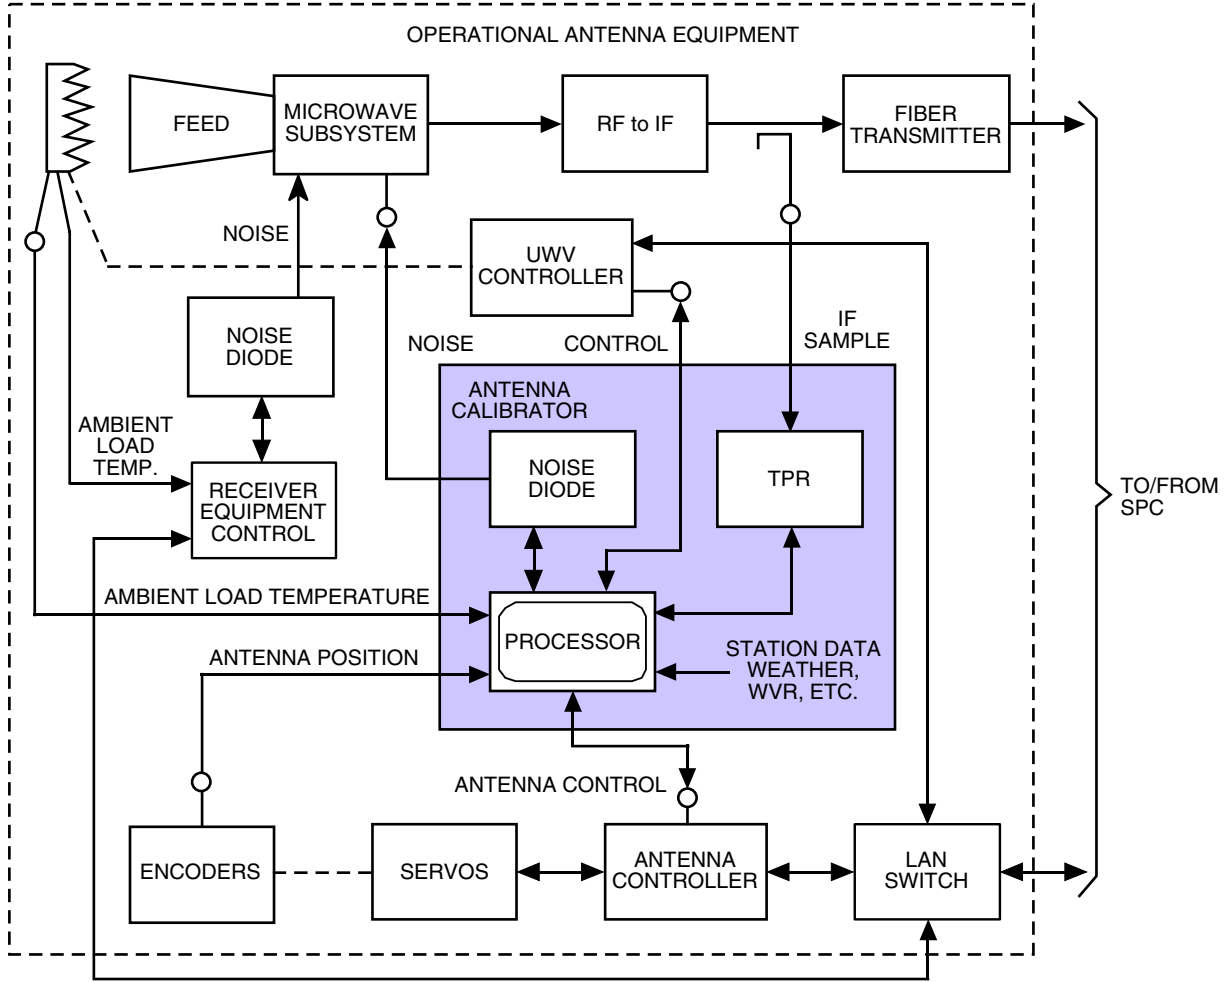 OPERATIONAL ANTENNA EQUIPMENT
FEED
MICROWAVE
SUBSYSTEM
RF to IF
FIBER
TRANSMITTER
NOISE
UWV
CONTROLLER
NOISE
DIODE
NOISE
CONTROL
IF
SAMPLE
ANTENNA
CALIBRATOR
AMBIENT
LOAD
TEMP.
RECEIVER
EQUIPMENT
CONTROL
NOISE
DIODE
TPR
TO/FROM
SPC
AMBIENT LOAD TEMPERATURE
ANTENNA POSITION
PROCESSOR
STATION DATA
WEATHER,
WVR, ETC.
ANTENNA CONTROL
ENCODERS
SERVOS
ANTENNA
CONTROLLER
LAN
SWITCH